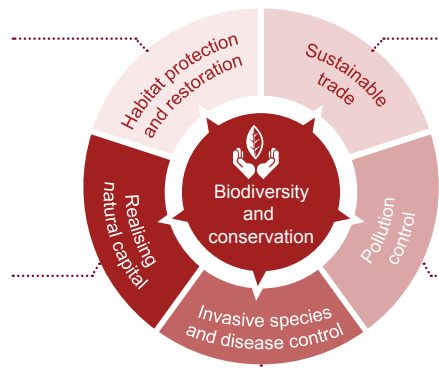 Habitat protection
and restoration
Sustainable
trade
Biodiversity
and
conservation
Realising
natural capital
Pollution
control
Invasive species
and disease control